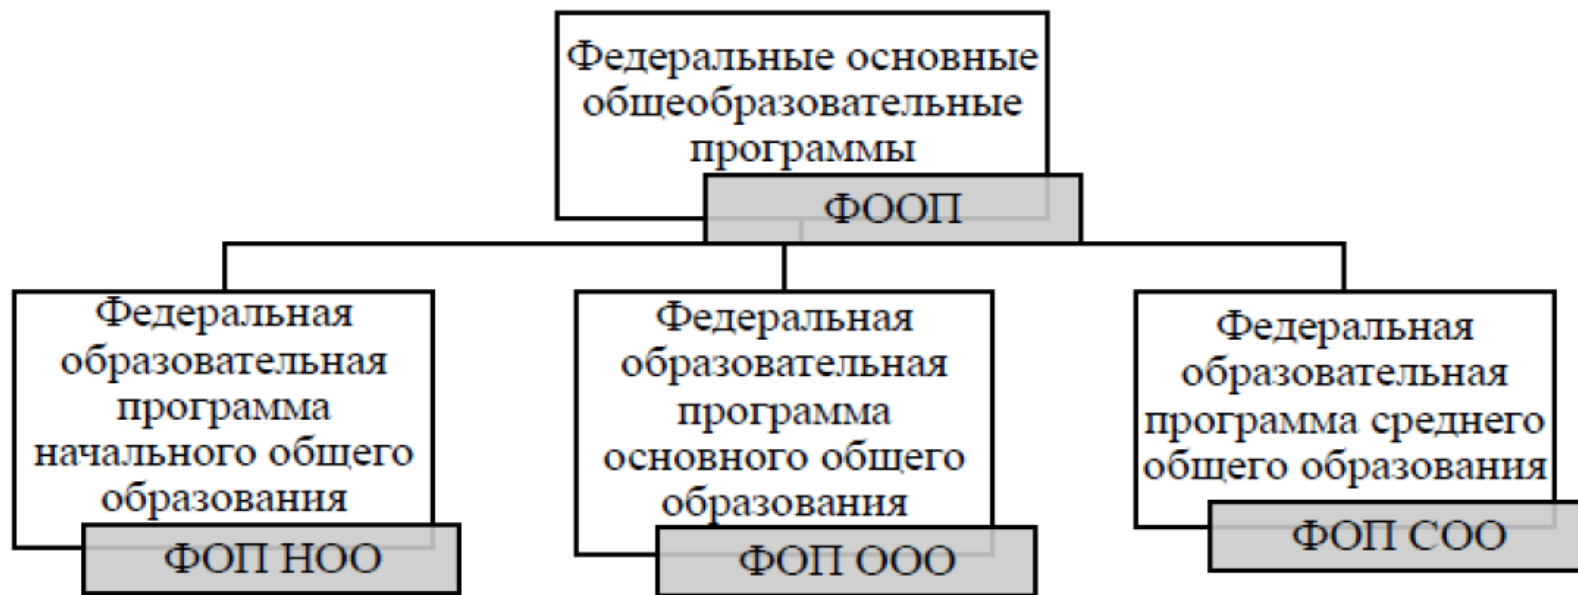 Федеральные основные
общеобразовательные
программы
ФООП
Федеральная
образовательная
программа
начального общего
образования
ФОП НОО
Федеральная
образовательная
программа
основного общего
образования
ФОП ООО
Федеральная
образовательная
программа среднего
общего образования
ФОП СОО